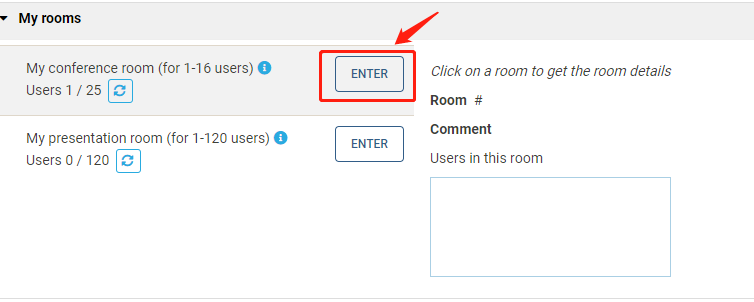 My rooms
My conference room (for 1-16 users)
Users 1 / 25
ENTER
My presentation room (for 1-120 users)
Users 0 / 120
ENTER
Click on a room to get the room details
Room #
Comment
Users in this room